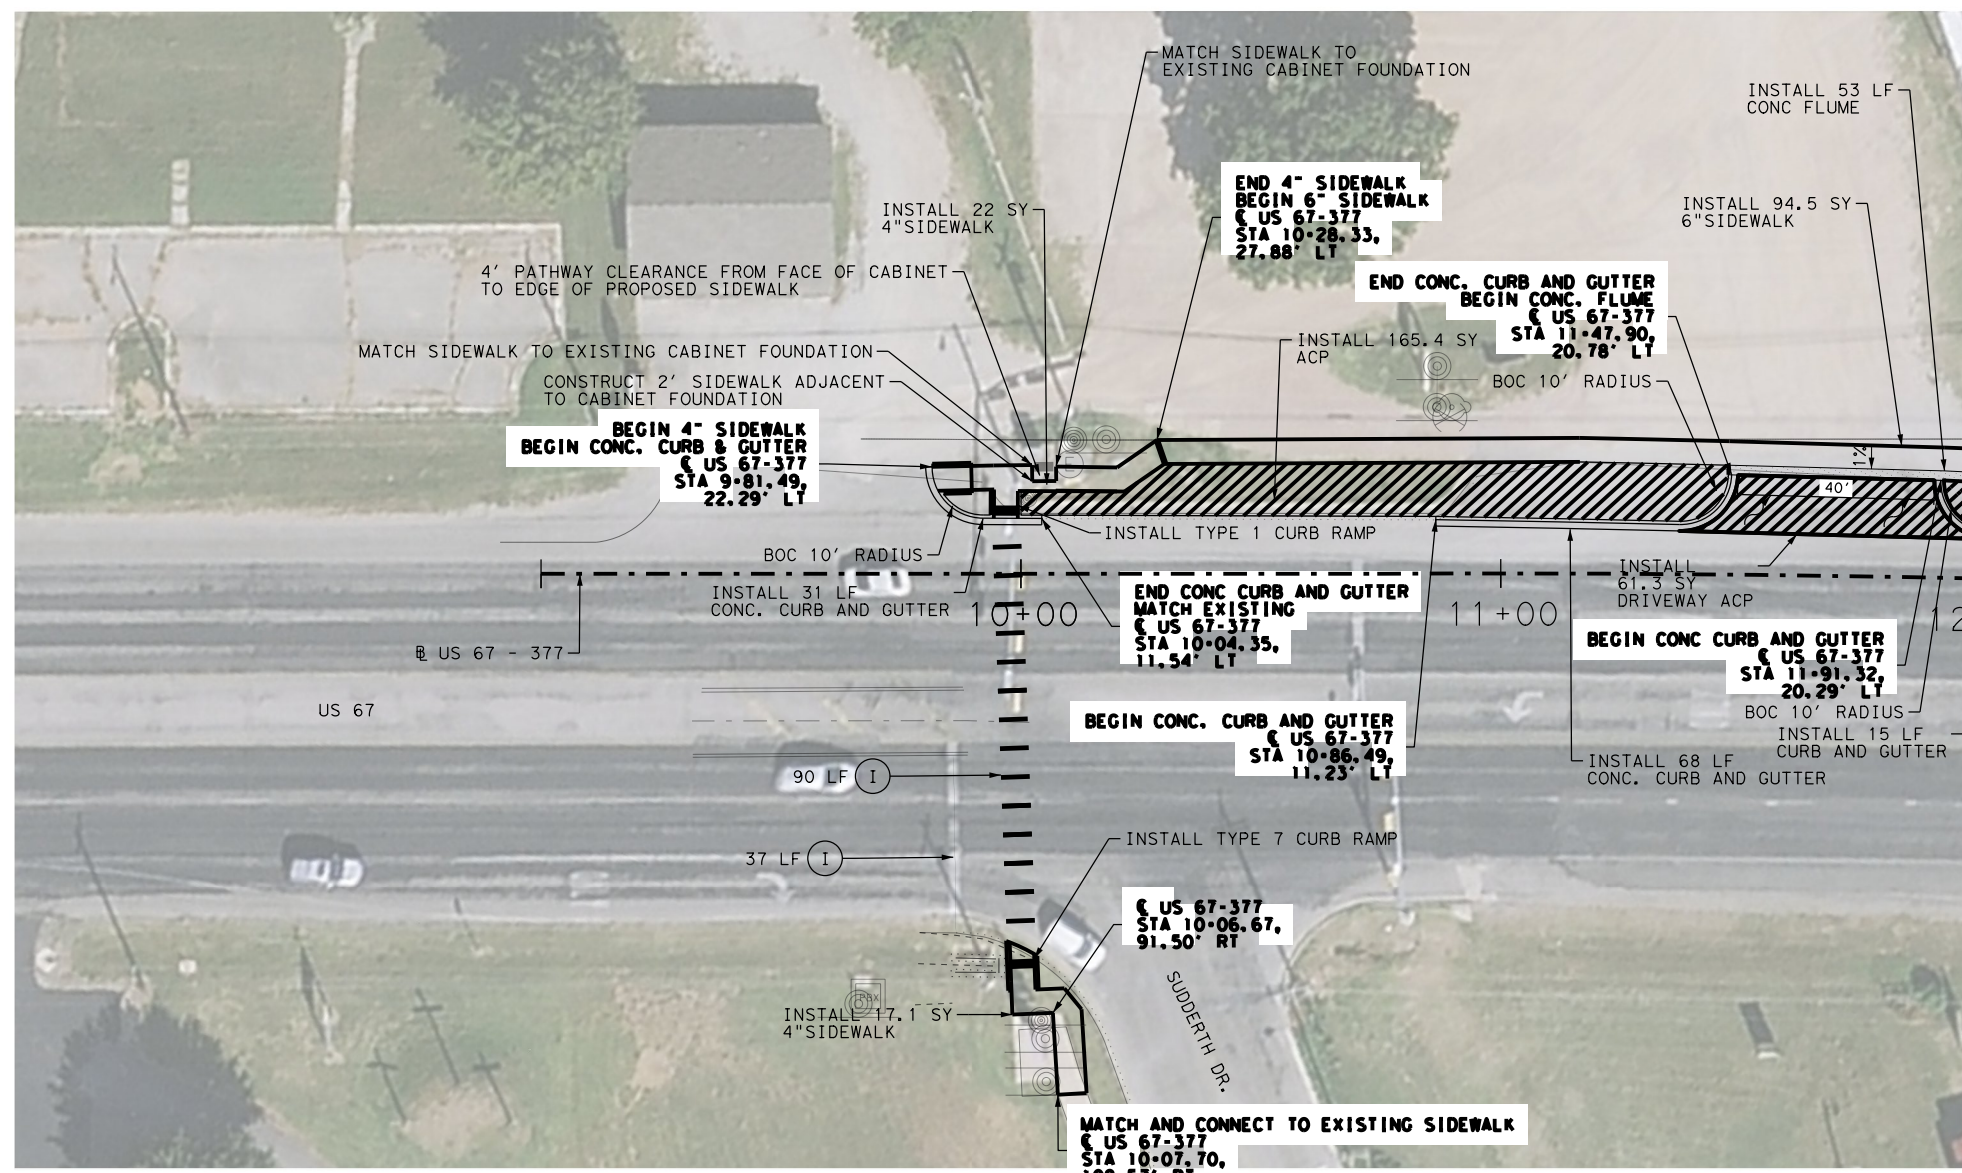 MATCH SIDEWALK TO
EXISTING CABINET FOUNDATION
INSTALL 53 LF
CONC FLUME
END 4" SIDEWALK
BEGIN 6" SIDEWALK
℄ US 67-377
STA 10+28.33,
27.88' LT
INSTALL 22 SY
4"SIDEWALK
INSTALL 94.5 SY
6"SIDEWALK
4' PATHWAY CLEARANCE FROM FACE OF CABINET
TO EDGE OF PROPOSED SIDEWALK
END CONC. CURB AND GUTTER
BEGIN CONC. FLUME
℄ US 67-377
STA 11+47.90,
20.78' LT
INSTALL 165.4 SY
ACP
MATCH SIDEWALK TO EXISTING CABINET FOUNDATION
CONSTRUCT 2' SIDEWALK ADJACENT
TO CABINET FOUNDATION
BOC 10' RADIUS
BEGIN 4" SIDEWALK
BEGIN CONC. CURB & GUTTER
℄ US 67-377
STA 9+81.49,
22.29' LT
1%
40'
INSTALL TYPE 1 CURB RAMP
BOC 10' RADIUS
INSTALL 31 LF
CONC. CURB AND GUTTER
10+00
END CONC CURB AND GUTTER
MATCH EXISTING
℄ US 67-377
STA 10+04.35,
11.54' LT
11+00
INSTALL
61.3 SY
DRIVEWAY ACP
12
BEGIN CONC CURB AND GUTTER
℄ US 67-377
STA 11+91.32,
20.29' LT
BOC 10' RADIUS
INSTALL 15 LF
CURB AND GUTTER
BL US 67 - 377
US 67
BEGIN CONC. CURB AND GUTTER
℄ US 67-377
STA 10+86.49,
11.23' LT
INSTALL 68 LF
CONC. CURB AND GUTTER
90 LF I
37 LF I
INSTALL TYPE 7 CURB RAMP
℄ US 67-377
STA 10+06.67,
91.50' RT
PBX
INSTALL 17.1 SY
4"SIDEWALK
SUDDERTH DR.
MATCH AND CONNECT TO EXISTING SIDEWALK
℄ US 67-377
STA 10+07.70,